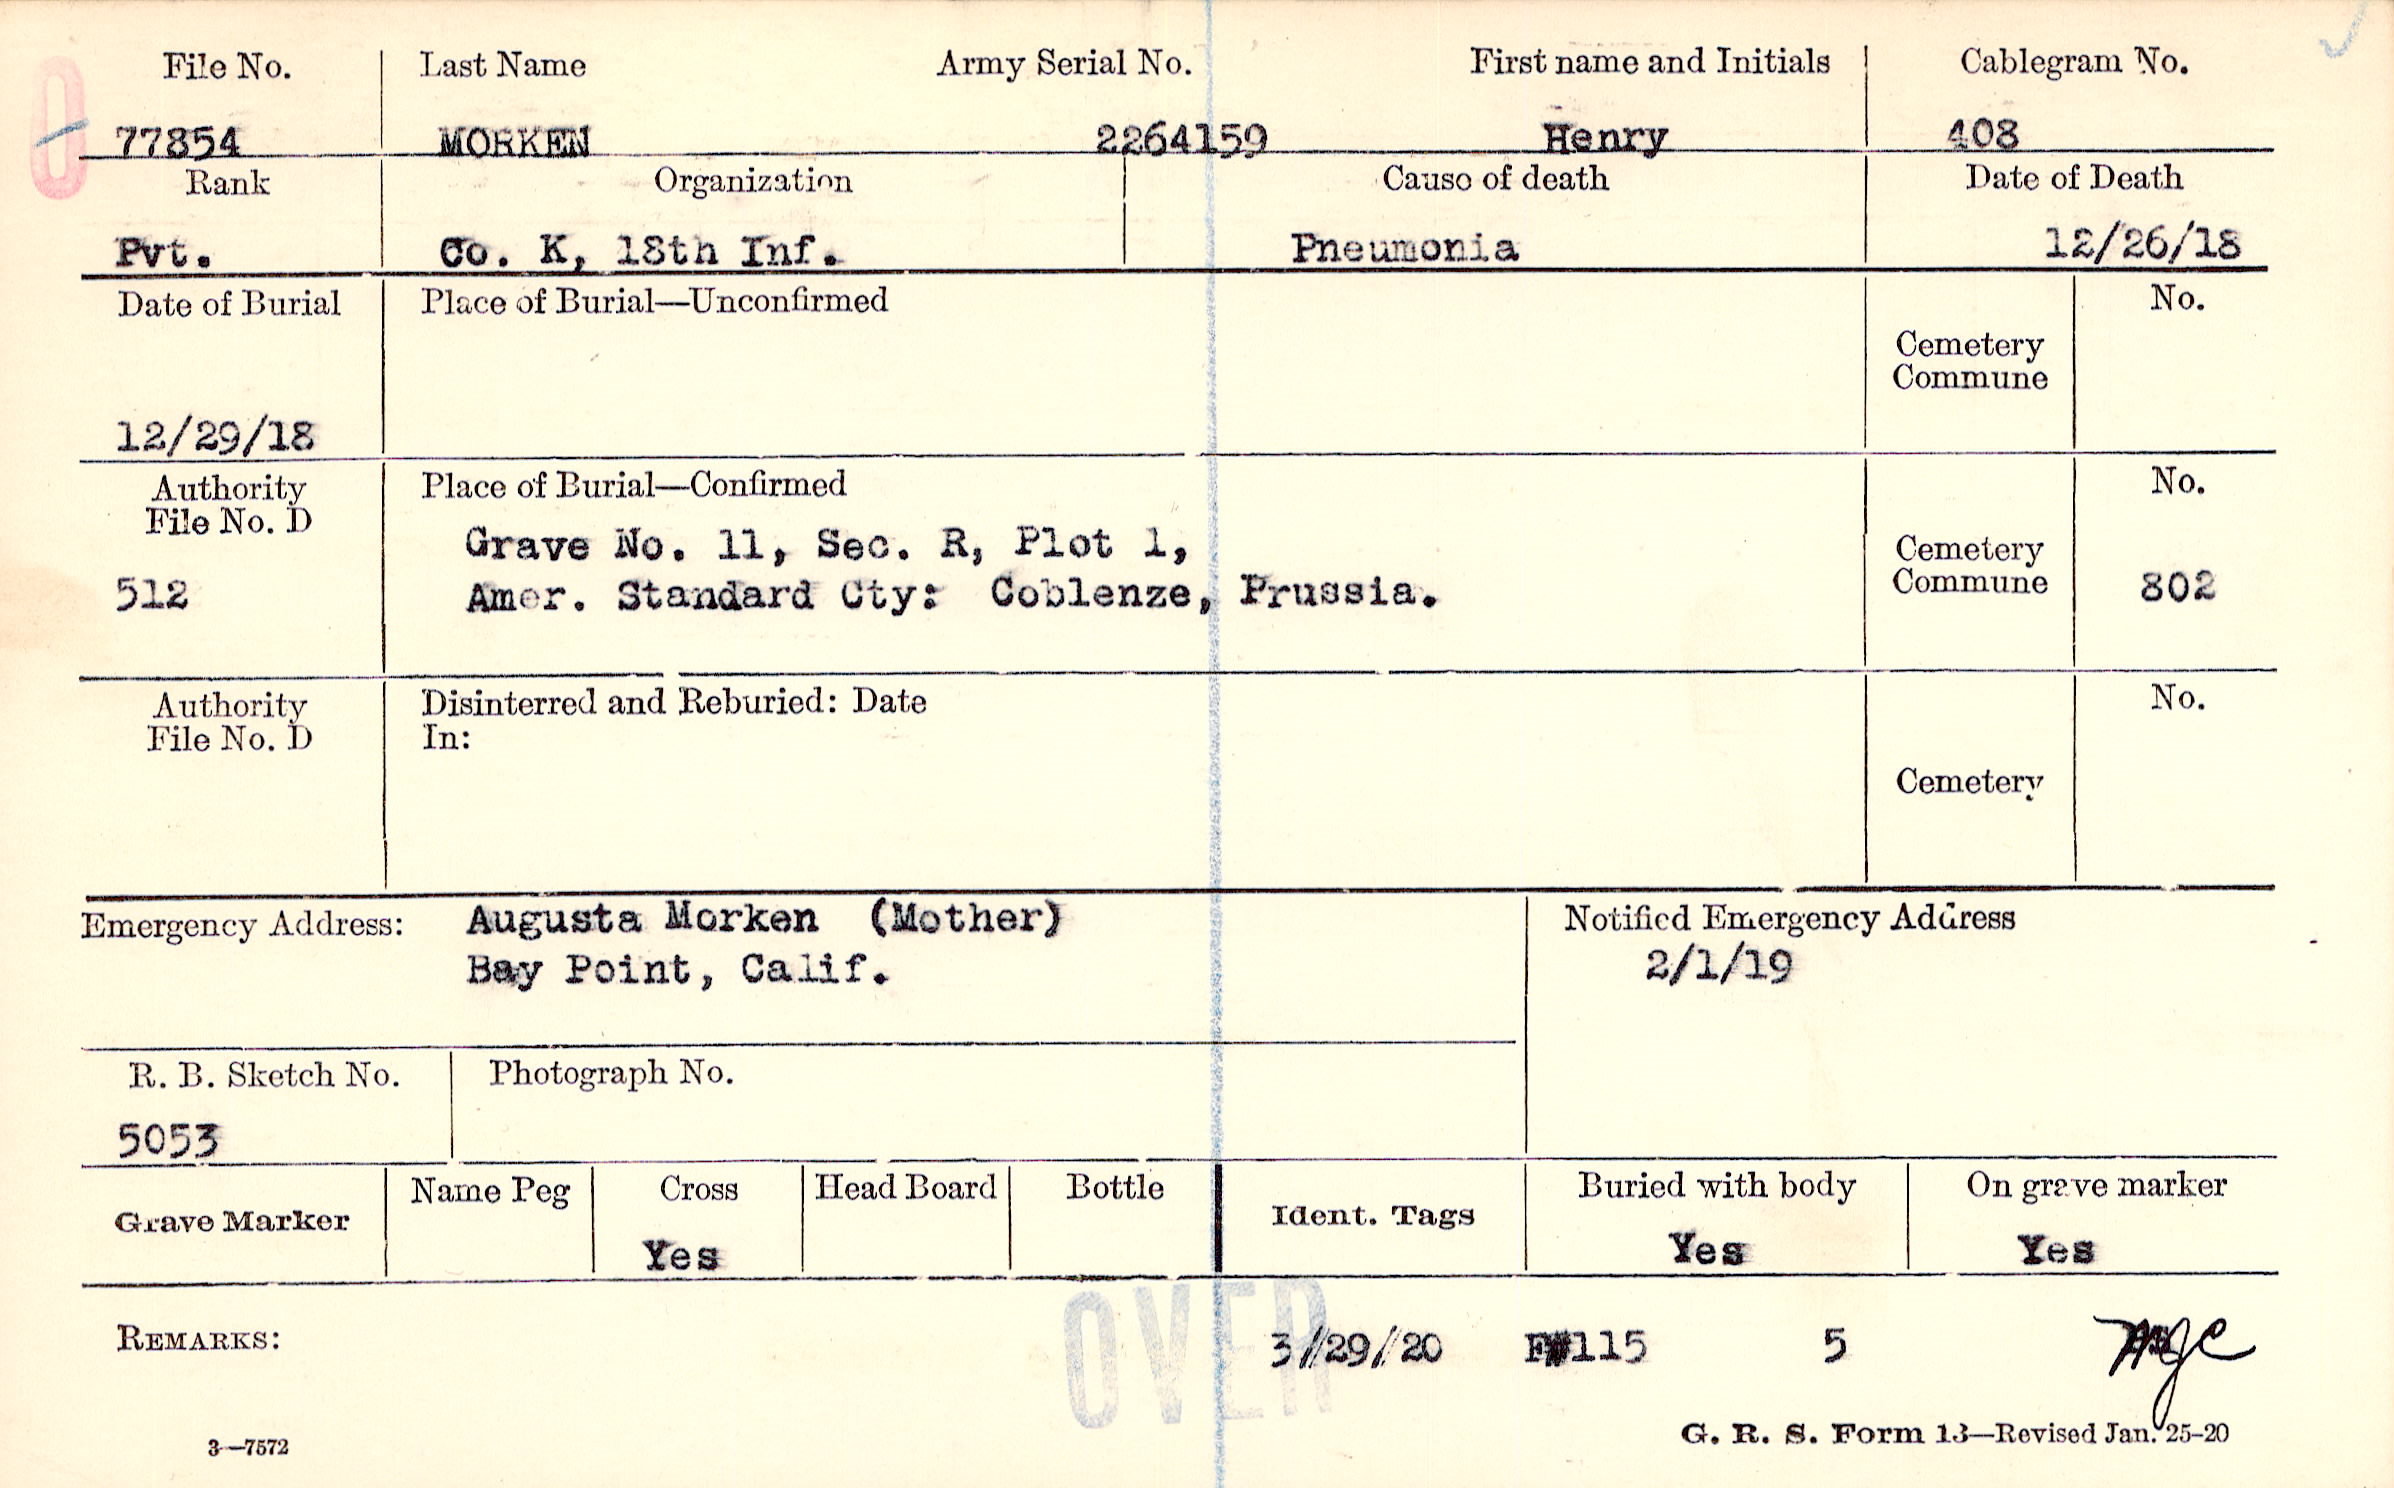 File No. Last Name Army Serial No. First name and Initials Cablegram No.
77854 MORKEN 2264159 Henry 408
Rank Organization Cause of death Date of Death
Pvt. Co. K, 18th Inf. Pneumonia 12/26/18
Date of Burial Place of Burial—Unconfirmed No.
Cemetery
Commune
12/29/18
Authority Place of Burial—Confirmed No.
File No. D
Grave No. 11, Sec. R, Plot 1,
Cemetery
Commune
512 Amer. Standard Cty: Coblenze, Prussia. 802
Authority Disinterred and Reburied: Date No.
File No. D In:
Cemetery
Emergency Address: Augusta Morken (Mother) Notified Emergency Address
Bay Point, Calif. 2/1/19
R. B. Sketch No. Photograph No.
5053
Grave Marker Name Peg Cross Head Board Bottle Ident. Tags Buried with body On grave marker
Yes Yes Yes
OVER
REMARKS: 3/29/20 E#115 5
G. R. S. Form 13—Revised Jan. 25-20
3—7572